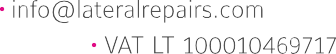 • info@lateralrepairs.com
• VAT LT 100010469717